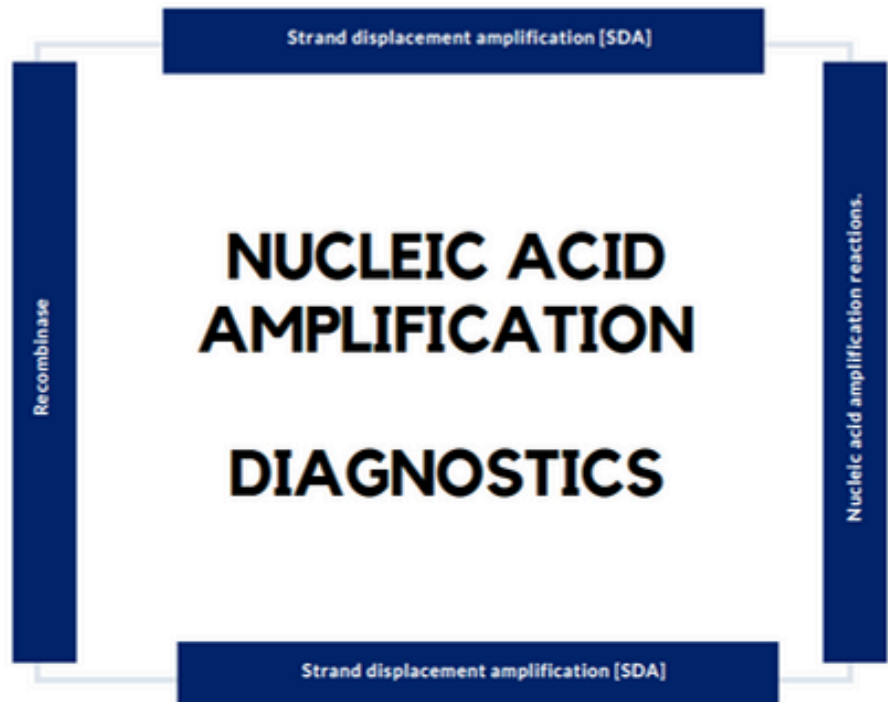 Strand displacement amplification [SDA]
Recombinase
NUCLEIC ACID
AMPLIFICATION
DIAGNOSTICS
Nucleic acid amplification reactions.
Strand displacement amplification [SDA]